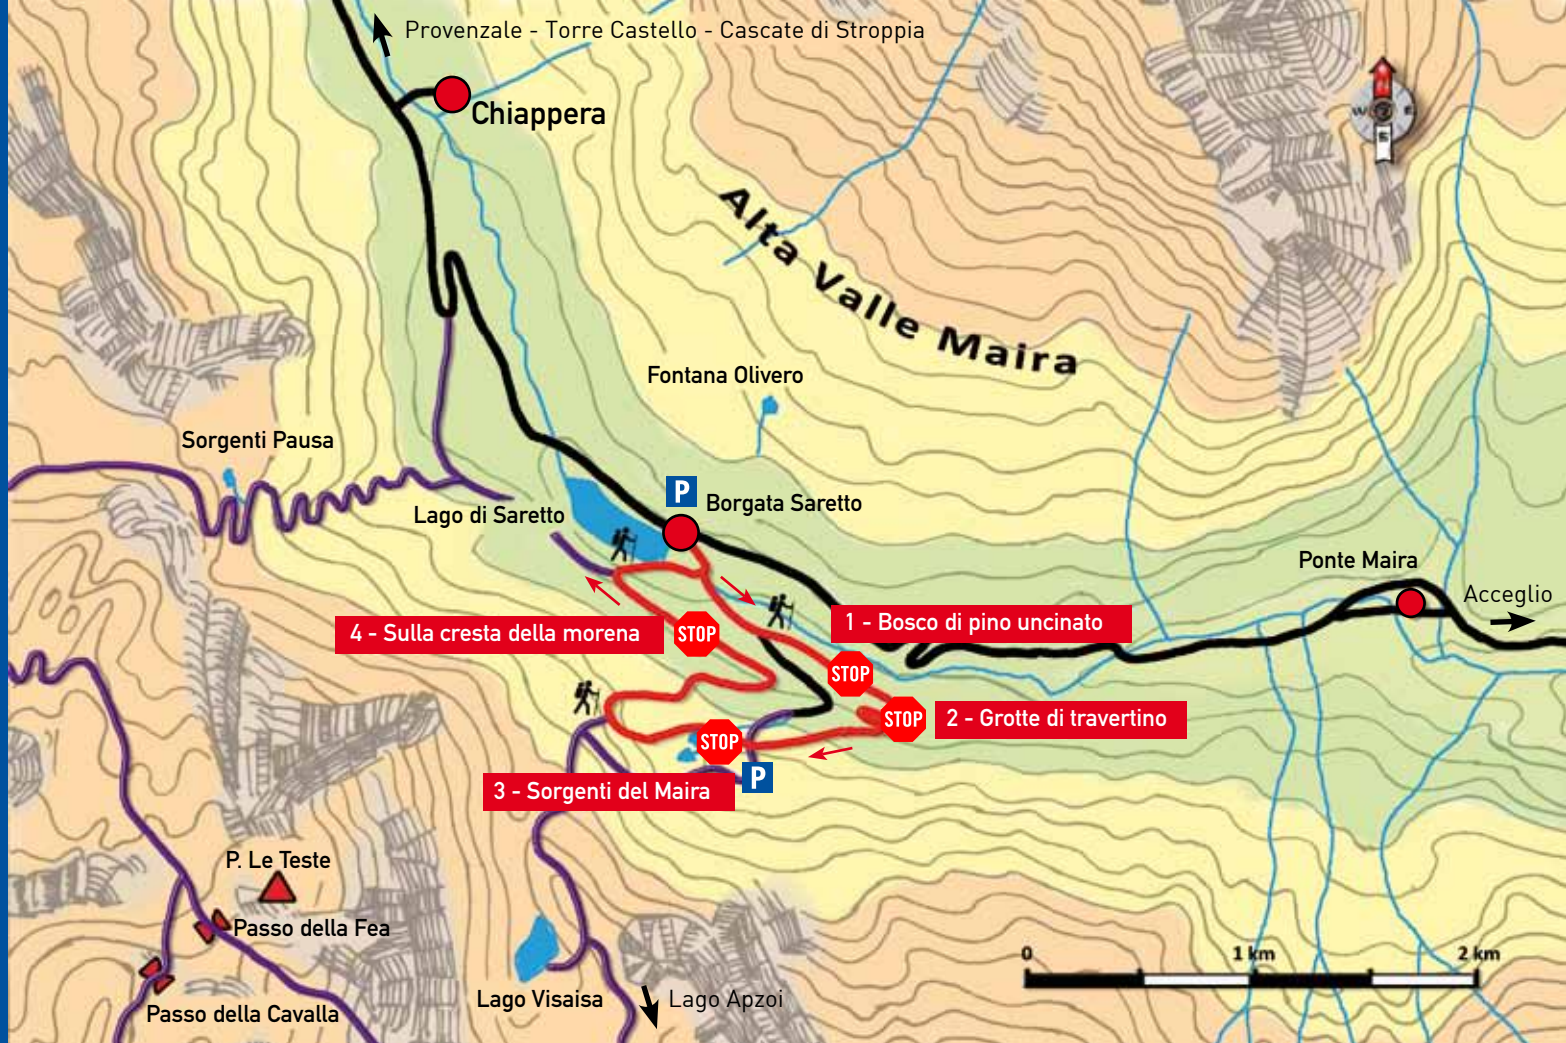 Provenzale - Torre Castello - Cascate di Stroppia
Chiappera
W E
S
Alta Valle Maira
Fontana Olivero
Sorgenti Pausa
P
Borgata Saretto
Lago di Saretto
Ponte Maira
Acceglio
1 - Bosco di pino uncinato
4 - Sulla cresta della morena
STOP
STOP
STOP
2 - Grotte di travertino
STOP
P
3 - Sorgenti del Maira
P. Le Teste
Passo della Fea
0 1 km 2 km
Lago Visaisa
Lago Apzoi
Passo della Cavalla